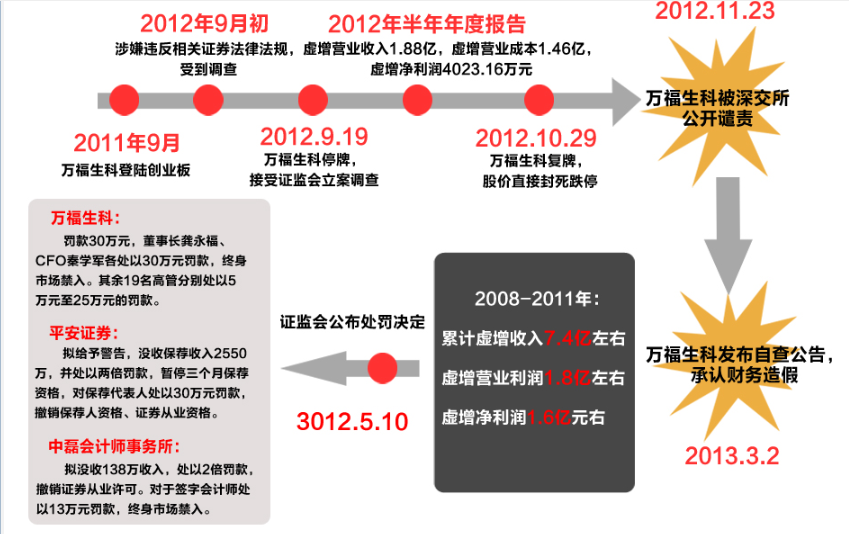 2012年9月初
涉嫌违反相关证券法律法规，
受到调查
2012年半年年度报告
虚增营业收入1.88亿，虚增营业成本1.46亿，
虚增净利润4023.16万元
2012.11.23
万福生科被深交所
公开谴责
2011年9月
万福生科登陆创业板
2012.9.19
万福生科停牌，
接受证监会立案调查
2012.10.29
万福生科复牌，
股价直接封死跌停
万福生科发布自查公告，
承认财务造假
2013.3.2
2008-2011年：
累计虚增收入7.4亿左右
虚增营业利润1.8亿左右
虚增净利润1.6亿元右
证监会公布处罚决定
3012.5.10
万福生科：
罚款30万元，董事长龚永福、
CFO秦学军各处以30万元罚款，终身
市场禁入。其余19名高管分别处以5
万元至25万元的罚款。
平安证券：
拟给予警告，没收保荐收入2550
万，并处以两倍罚款，暂停三个月保荐
资格，对保荐代表人处以30万元罚款，
撤销保荐人资格、证券从业资格。
中磊会计师事务所：
拟没收138万收入，处以2倍罚款，
撤销证券从业许可。对于签字会计师处
以13万元罚款，终身市场禁入。